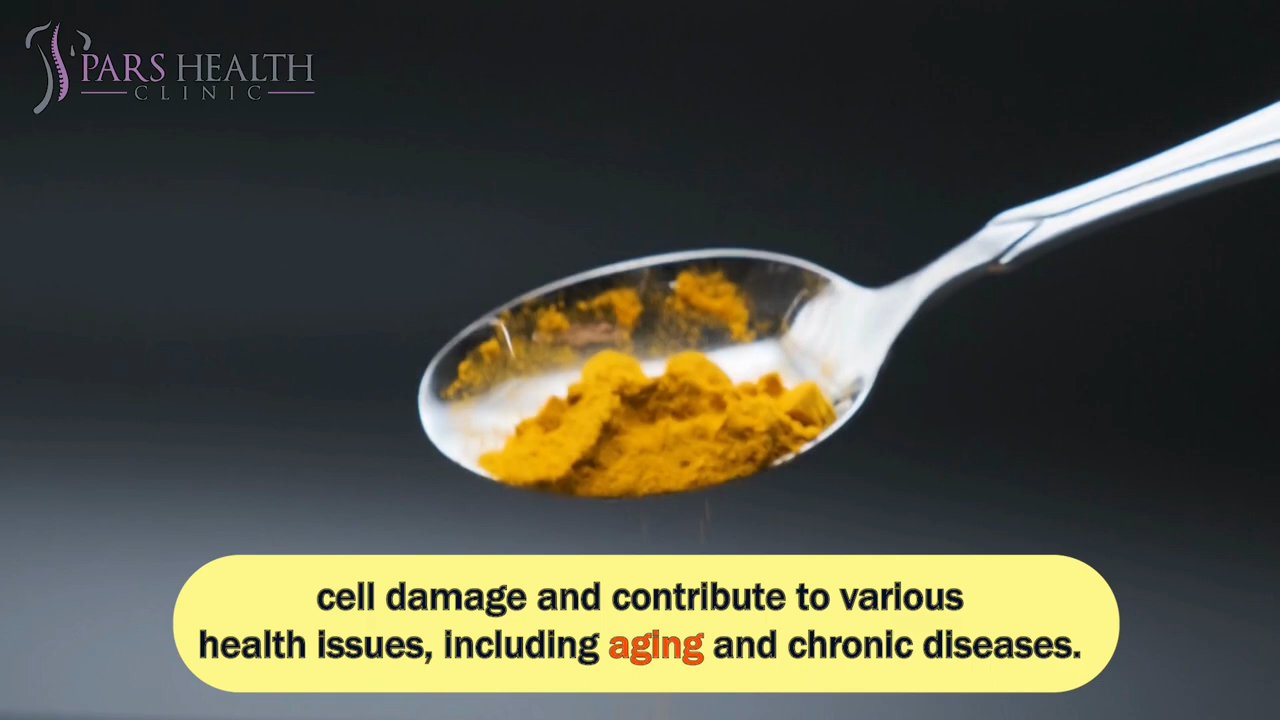 PARS HEALTH
CLINIC
cell damage and contribute to various
health issues, including aging and chronic diseases.